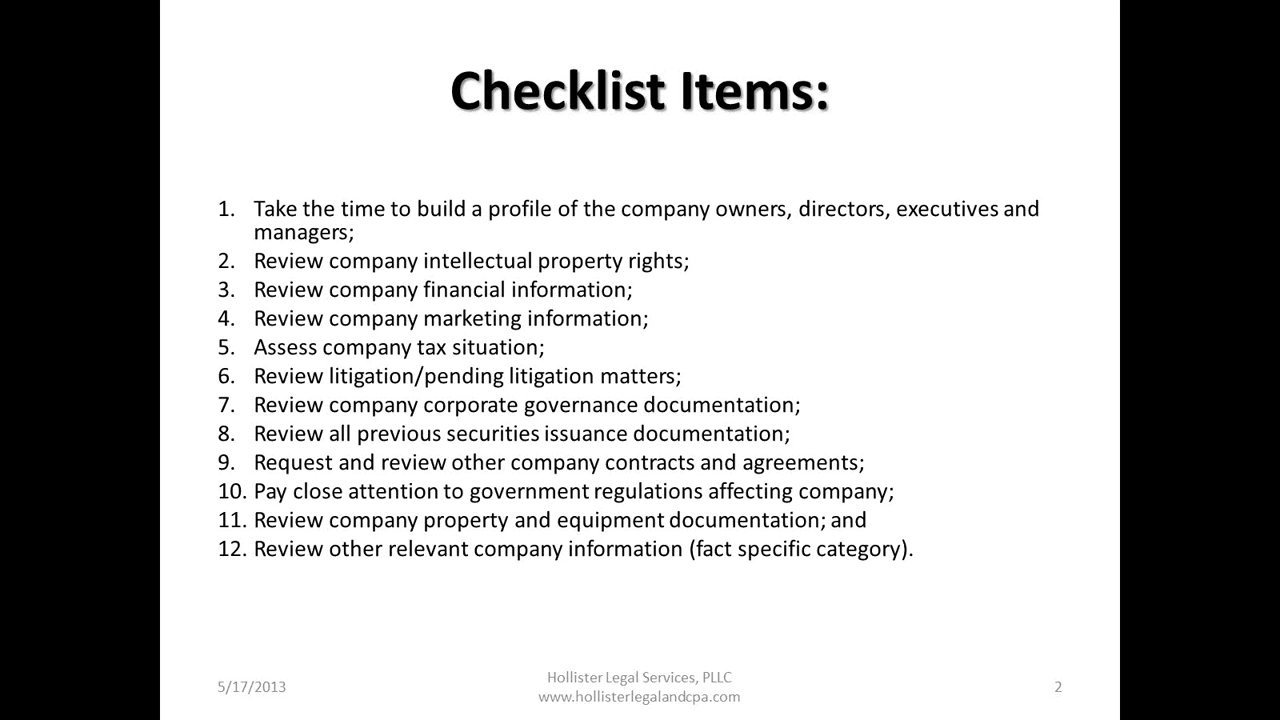 Checklist Items:
1. Take the time to build a profile of the company owners, directors, executives and
managers;
2. Review company intellectual property rights;
3. Review company financial information;
4. Review company marketing information;
5. Assess company tax situation;
6. Review litigation/pending litigation matters;
7. Review company corporate governance documentation;
8. Review all previous securities issuance documentation;
9. Request and review other company contracts and agreements;
10. Pay close attention to government regulations affecting company;
11. Review company property and equipment documentation; and
12. Review other relevant company information (fact specific category).
5/17/2013
Hollister Legal Services, PLLC
www.hollisterlegalandcpa.com
2